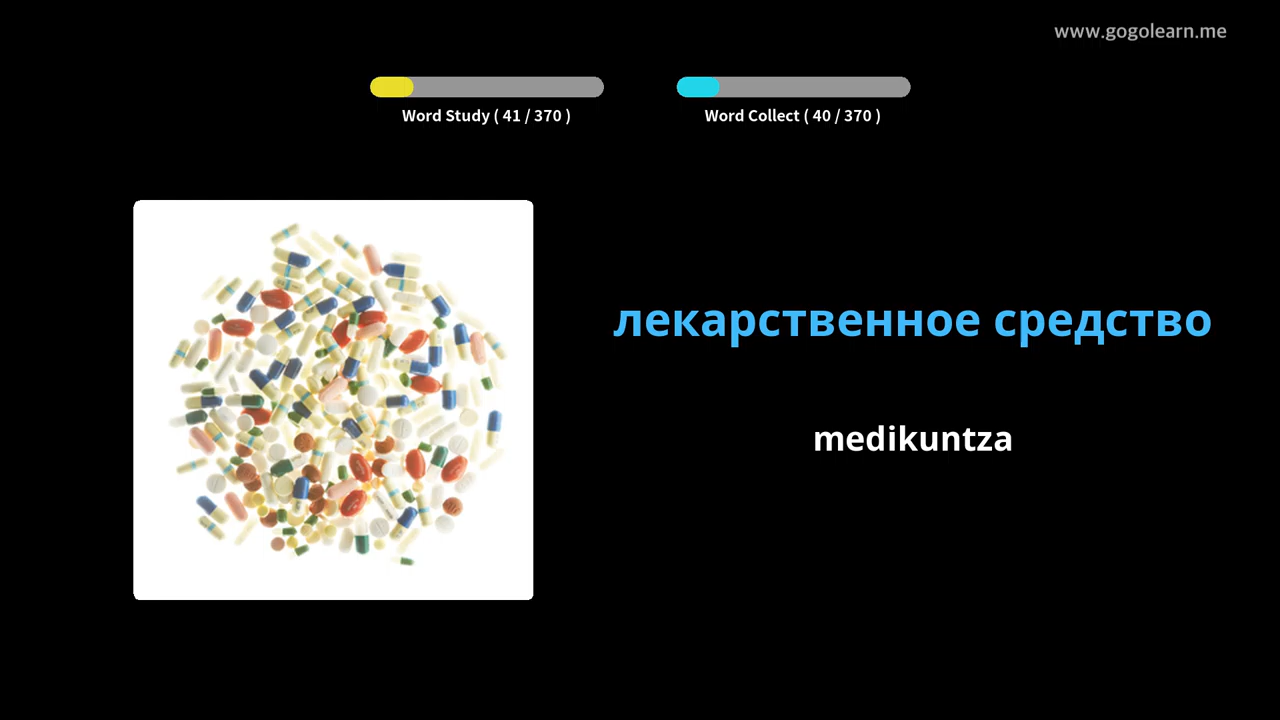 www.gogolearn.me
Word Study ( 41 / 370 )
Word Collect ( 40 / 370 )
лекарственное средство
medikuntza